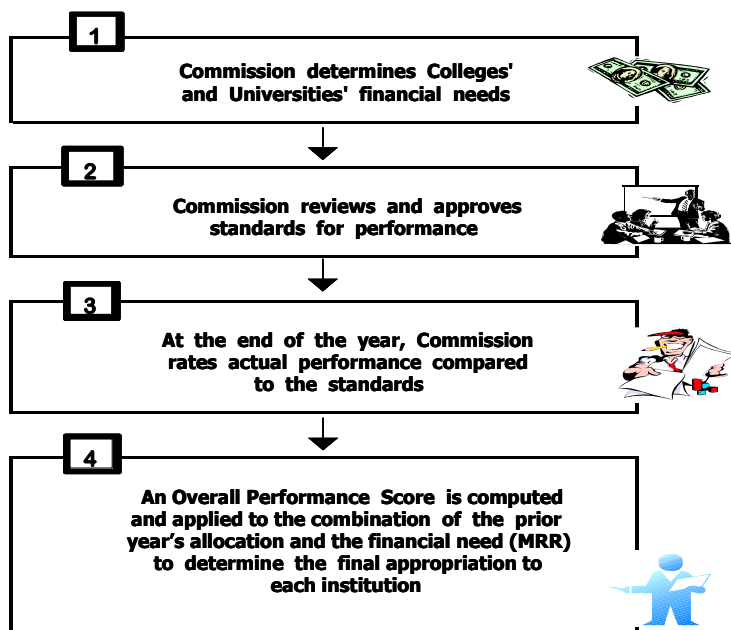 1
Commission determines Colleges'
and Universities' financial needs
2
Commission reviews and approves
standards for performance
3
At the end of the year, Commission
rates actual performance compared
to the standards
4
An Overall Performance Score is computed
and applied to the combination of the prior
year’s allocation and the financial need (MRR)
to determine the final appropriation to
each institution